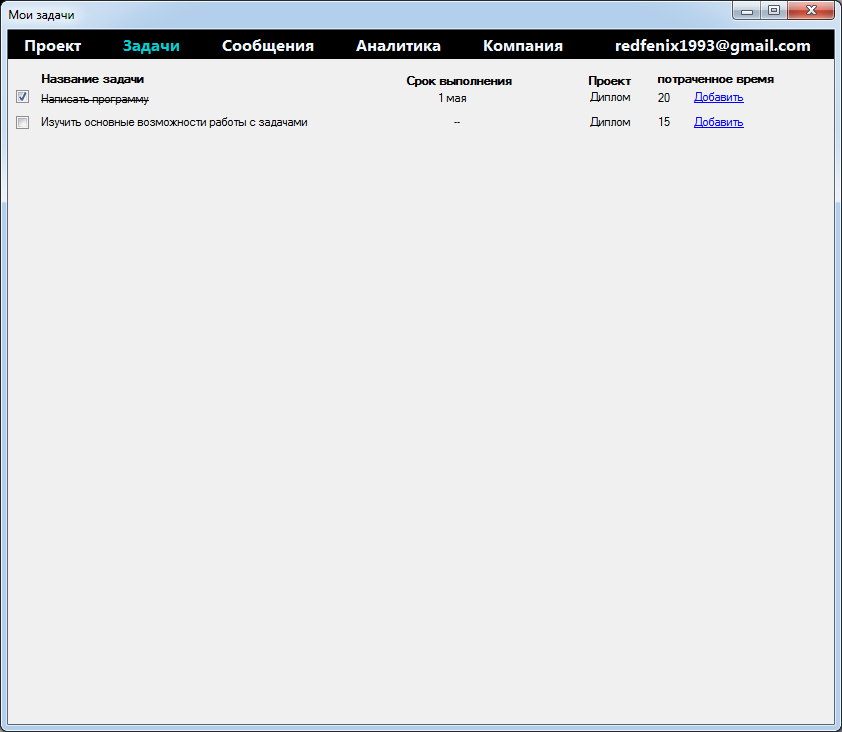 Мои задачи
Проект Задачи Сообщения Аналитика Компания redfenix1993@gmail.com
Название задачи Срок выполнения Проект потраченное время
Написать программу 1 мая Диплом 20 Добавить
Изучить основные возможности работы с задачами -- Диплом 15 Добавить